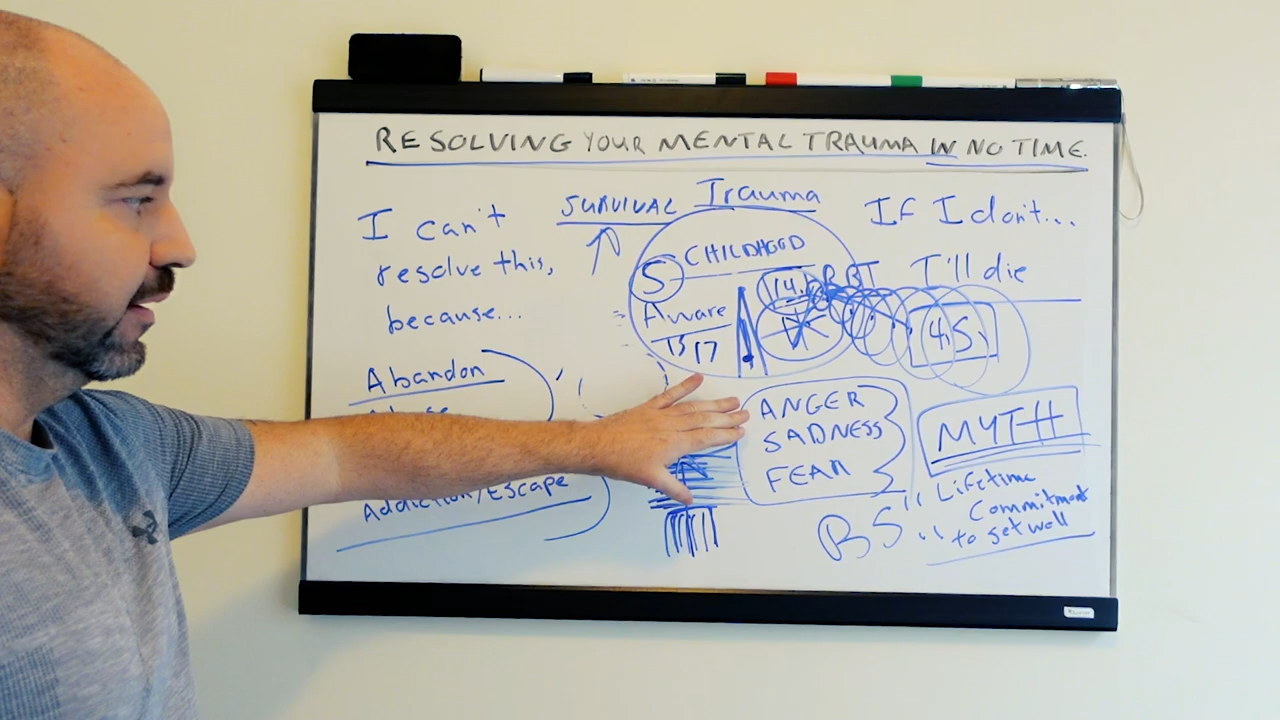 RESOLVING YOUR MENTAL TRAUMA IN NO TIME.
I can't
resolve this,
because...
Abandon
Addiction/Escape
SURVIVAL Trauma
CHILDHOOD
5
Aware
17
14
If I don't...
I'll die
45
ANGER
SADNESS
FEAR
MYTH
BS "Lifetime
Commitment
to get well